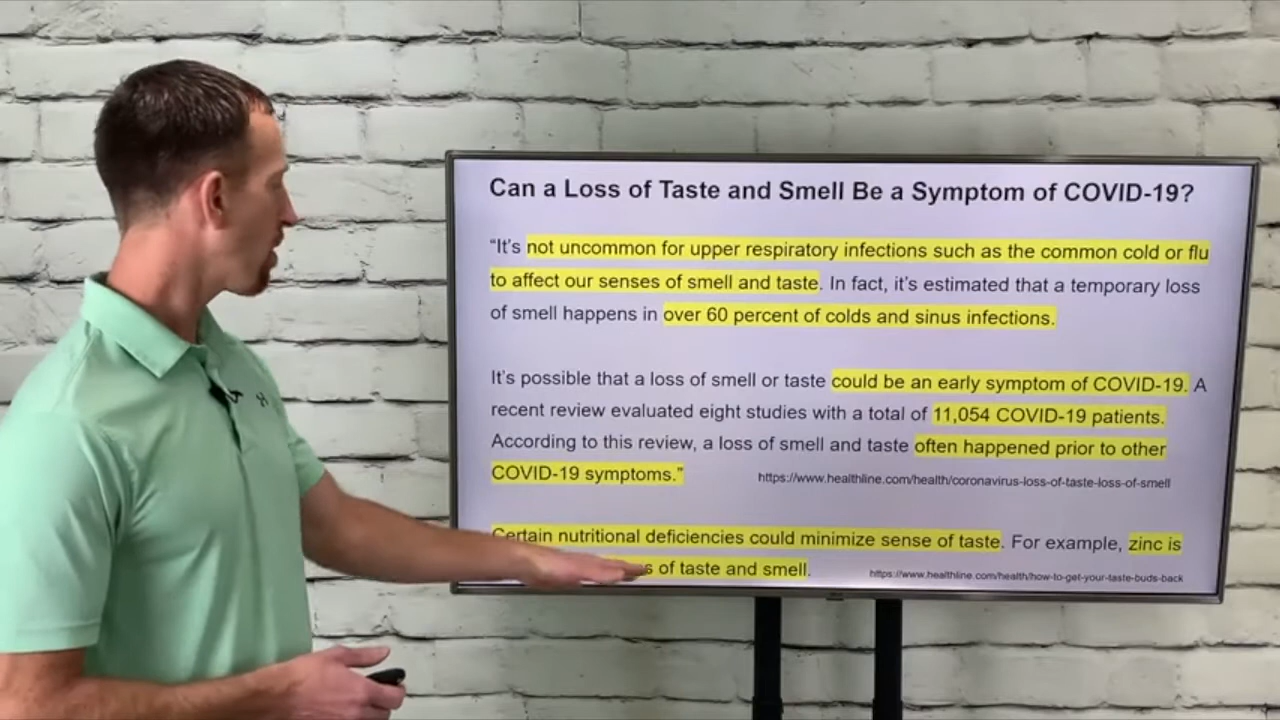 Can a Loss of Taste and Smell Be a Symptom of COVID-19?
“It’s not uncommon for upper respiratory infections such as the common cold or flu
to affect our senses of smell and taste. In fact, it’s estimated that a temporary loss
of smell happens in over 60 percent of colds and sinus infections.
It’s possible that a loss of smell or taste could be an early symptom of COVID-19. A
recent review evaluated eight studies with a total of 11,054 COVID-19 patients.
According to this review, a loss of smell and taste often happened prior to other
COVID-19 symptoms.” https://www.healthline.com/health/coronavirus-loss-of-taste-loss-of-smell
Certain nutritional deficiencies could minimize sense of taste. For example, zinc is
of taste and smell. https://www.healthline.com/health/how-to-get-your-taste-buds-back